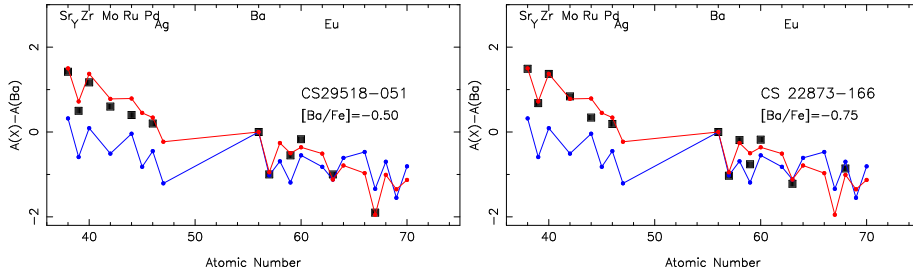 Sr Y Zr Mo Ru Pd Ag Ba Eu
2
CS29518−051
[Ba/Fe]=−0.50
0
−2
A(X)−A(Ba)
40 50 60 70
Atomic Number
Sr Y Zr Mo Ru Pd Ag Ba Eu
2
CS 22873−166
[Ba/Fe]=−0.75
0
−2
A(X)−A(Ba)
40 50 60 70
Atomic Number